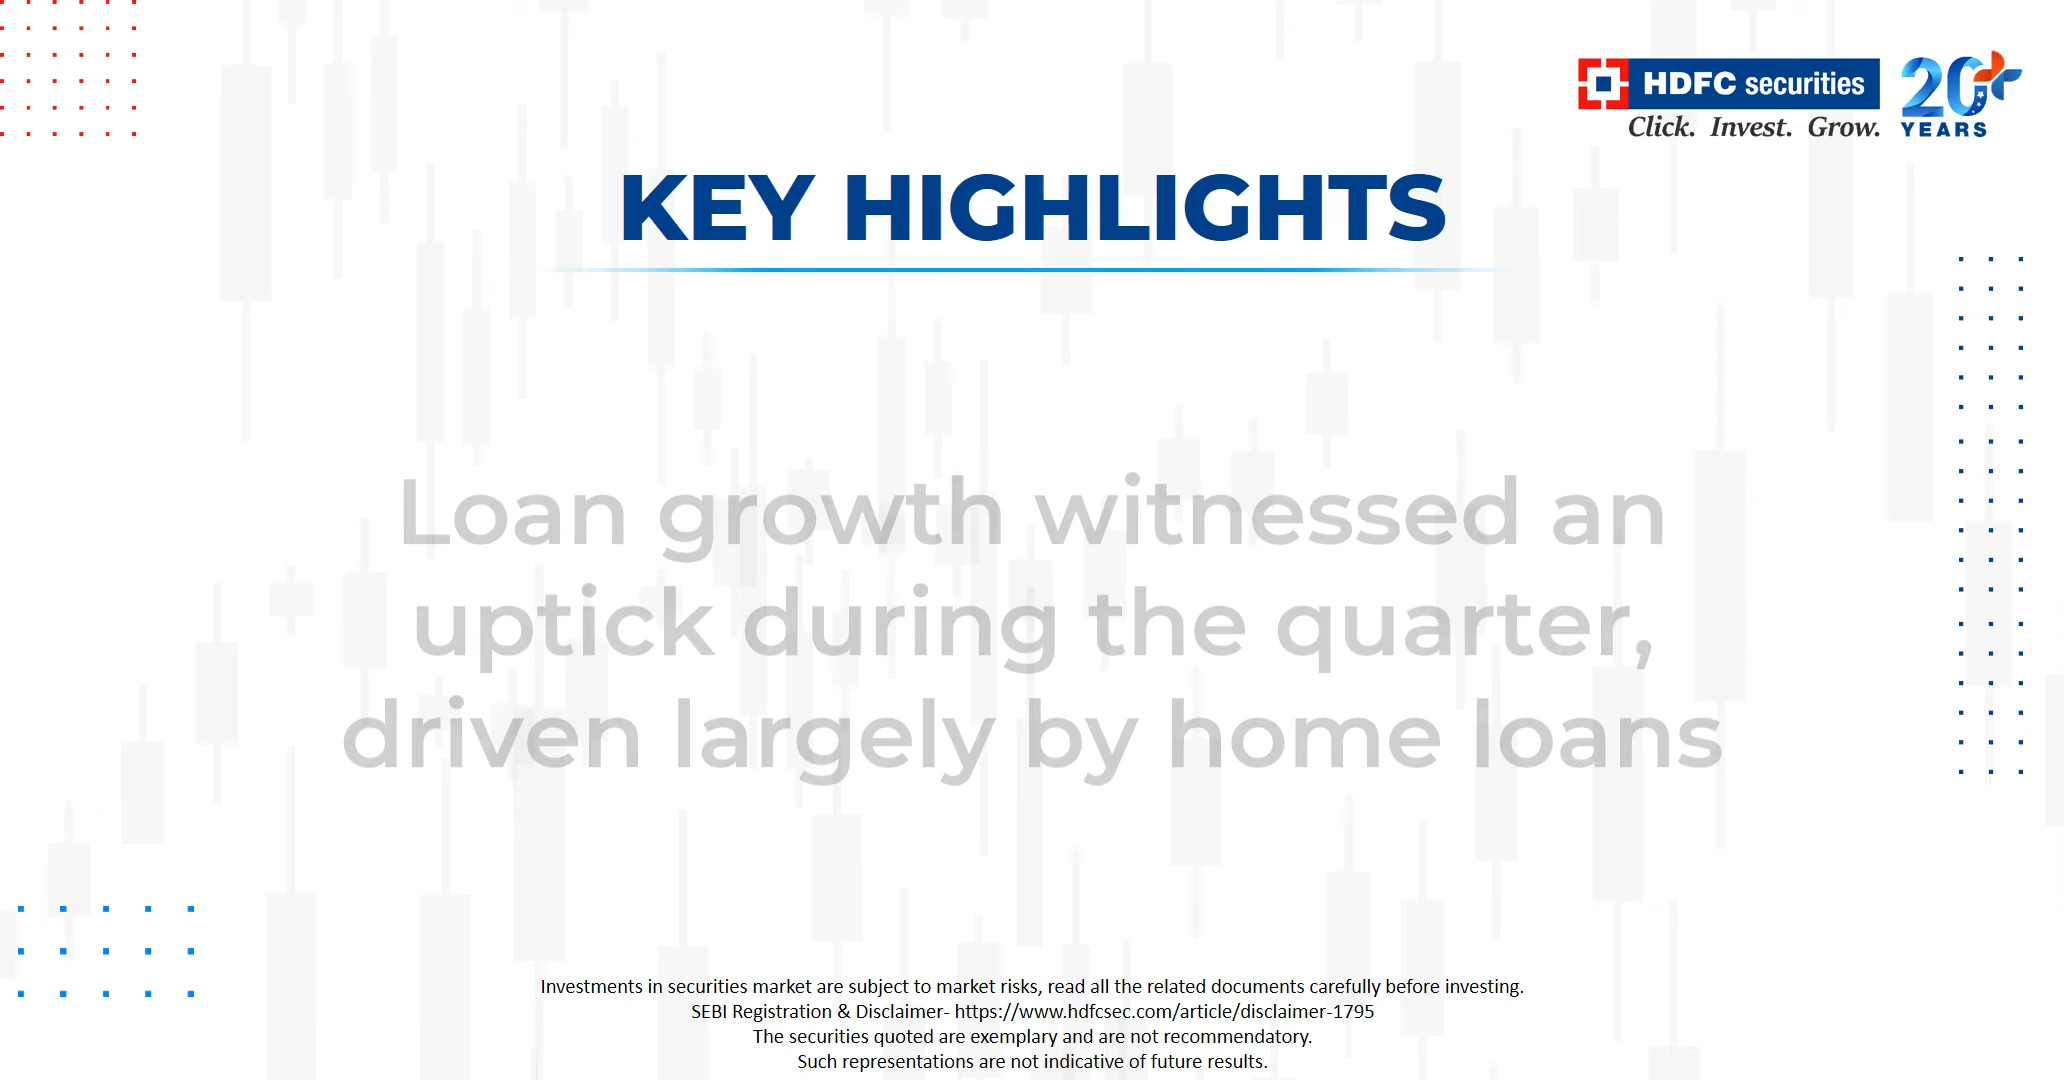 HDFC securities
Click. Invest. Grow.
20
YEARS
KEY HIGHLIGHTS
Loan growth witnessed an
uptick during the quarter,
driven largely by home loans
Investments in securities market are subject to market risks, read all the related documents carefully before investing.
SEBI Registration & Disclaimer- https://www.hdfcsec.com/article/disclaimer-1795
The securities quoted are exemplary and are not recommendatory.
Such representations are not indicative of future results.